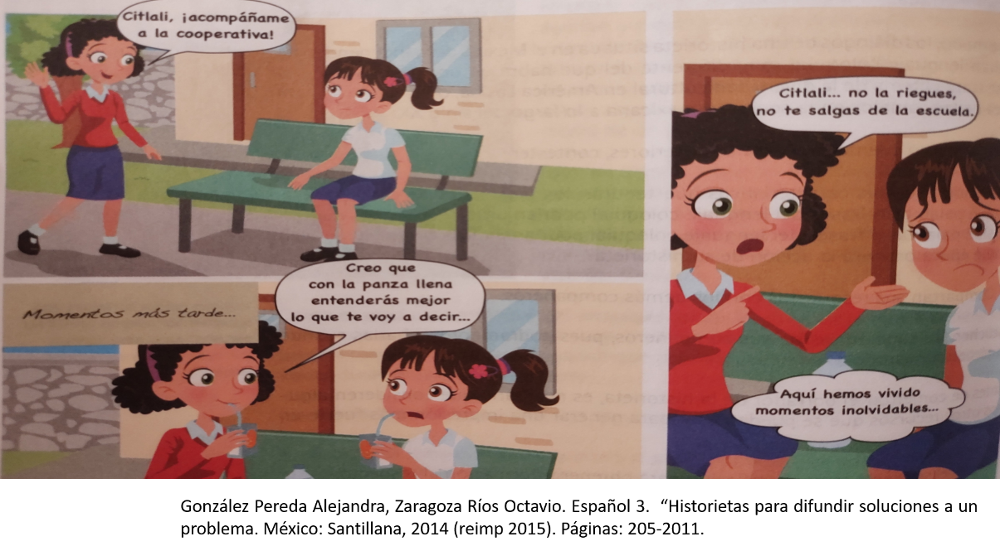 Citlali, ¡acompáñame
a la cooperativa!
Momentos más tarde...
Creo que
con la panza llena
entenderás mejor
lo que te voy a decir...
Citlali... no la riegues,
no te salgas de la escuela.
Aquí hemos vivido
momentos inolvidables...
González Pereda Alejandra, Zaragoza Ríos Octavio. Español 3. “Historietas para difundir soluciones a un
problema. México: Santillana, 2014 (reimp 2015). Páginas: 205-2011.